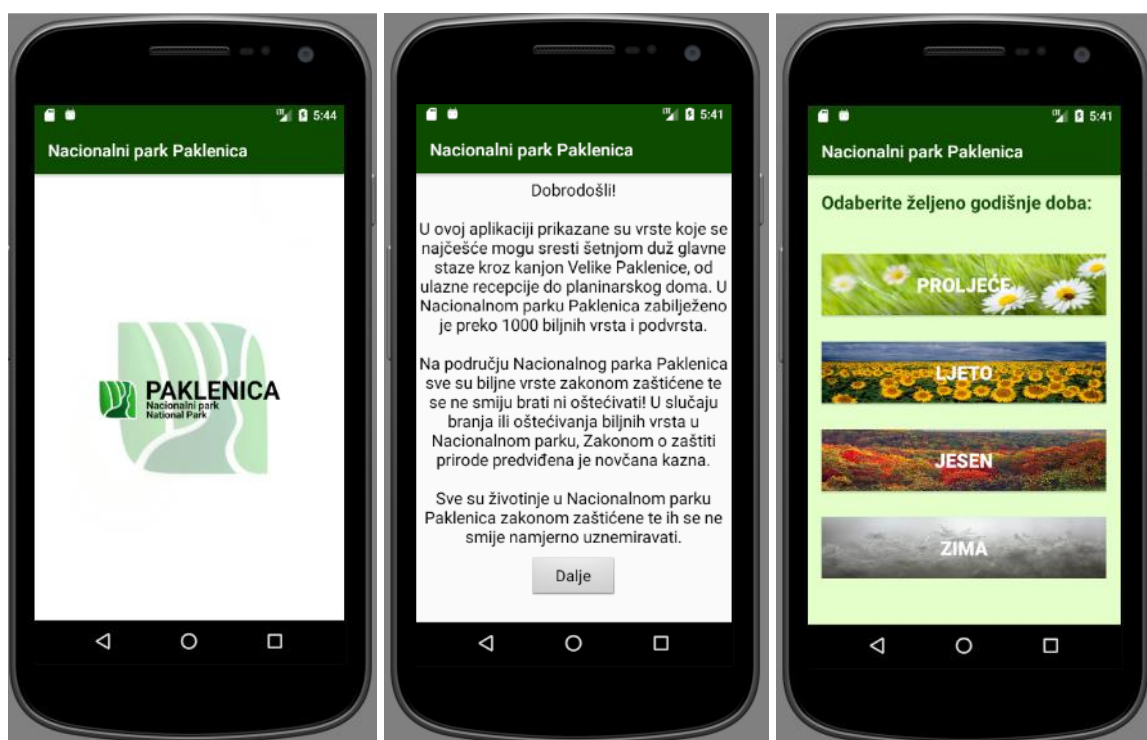 5:44
Nacionalni park Paklenica
PAKLENICA
Nacionalni park
National Park
5:41
Nacionalni park Paklenica
Dobrodošli!
U ovoj aplikaciji prikazane su vrste koje se
najčešće mogu sresti šetnjom duž glavne
staze kroz kanjon Velike Paklenice, od
ulazne recepcije do planinarskog doma. U
Nacionalnom parku Paklenica zabilježeno
je preko 1000 biljnih vrsta i podvrsta.
Na području Nacionalnog parka Paklenica
sve su biljne vrste zakonom zaštićene te
se ne smiju brati ni oštećivati! U slučaju
branja ili oštećivanja biljnih vrsta u
Nacionalnom parku, Zakonom o zaštiti
prirode predviđena je novčana kazna.
Sve su životinje u Nacionalnom parku
Paklenica zakonom zaštićene te ih se ne
smije namjerno uznemiravati.
Dalje
5:41
Nacionalni park Paklenica
Odaberite željeno godišnje doba:
PROLJEĆE
LJETO
JESEN
ZIMA